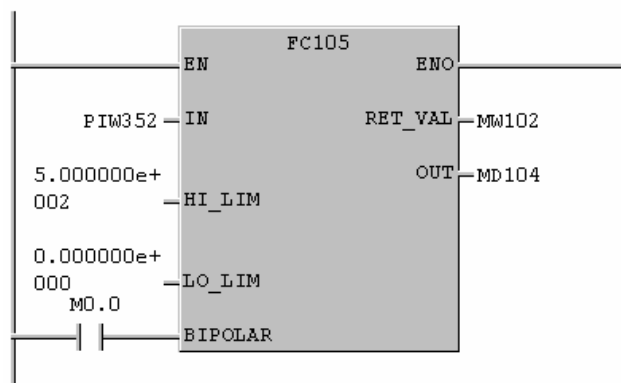 FC105
EN ENO
PIW352 IN RET_VAL MW102
OUT MD104
5.000000e+
002 HI_LIM
0.000000e+
000 LO_LIM
M0.0
BIPOLAR